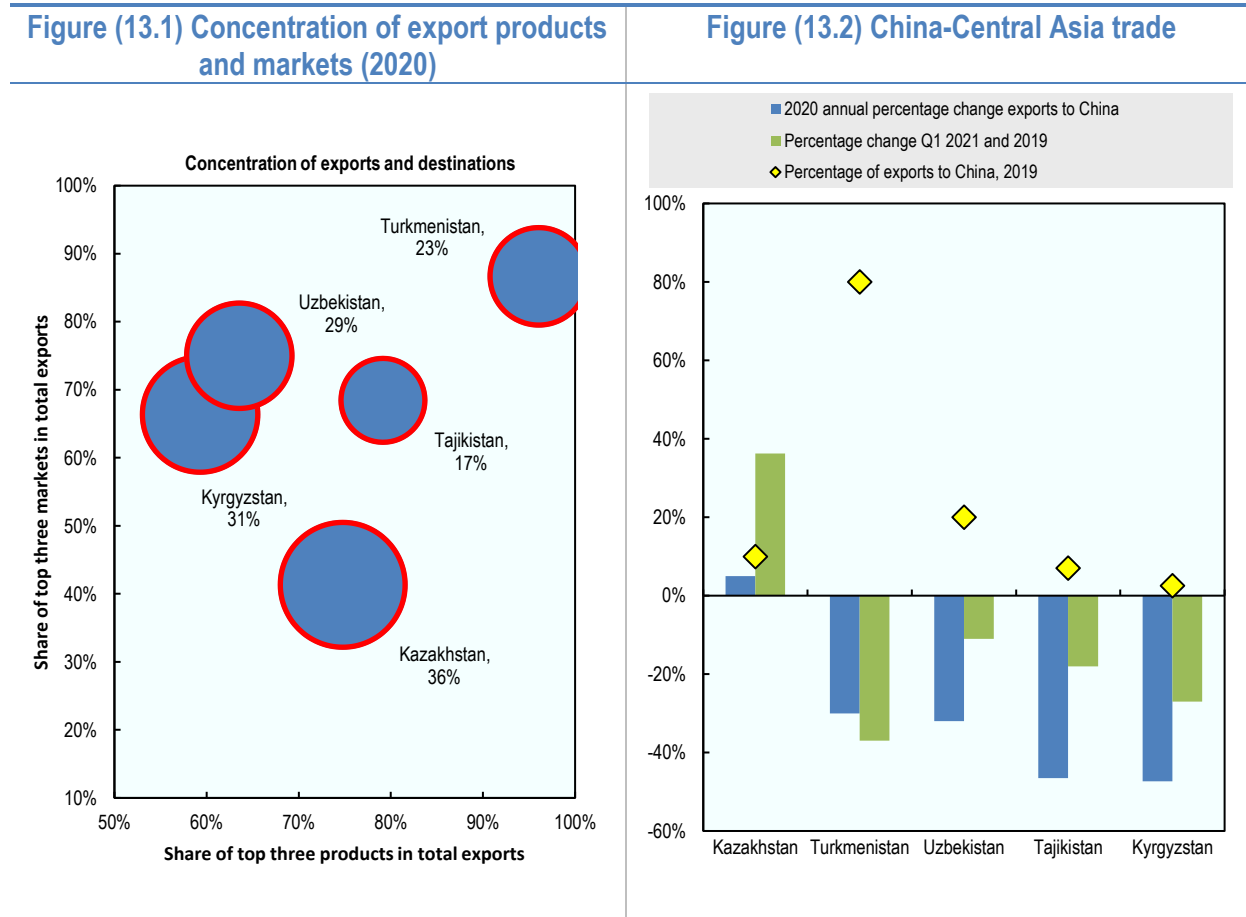 Figure (13.1) Concentration of export products
and markets (2020)
Concentration of exports and destinations
100%
90%
80%
70%
60%
50%
40%
30%
20%
10%
Share of top three markets in total exports
Turkmenistan,
23%
Uzbekistan,
29%
Tajikistan,
17%
Kyrgyzstan,
31%
Kazakhstan,
36%
50%
60%
70%
80%
90%
100%
Share of top three products in total exports
Figure (13.2) China-Central Asia trade
2020 annual percentage change exports to China
Percentage change Q1 2021 and 2019
Percentage of exports to China, 2019
100%
80%
60%
40%
20%
0%
-20%
-40%
-60%
Kazakhstan
Turkmenistan
Uzbekistan
Tajikistan
Kyrgyzstan